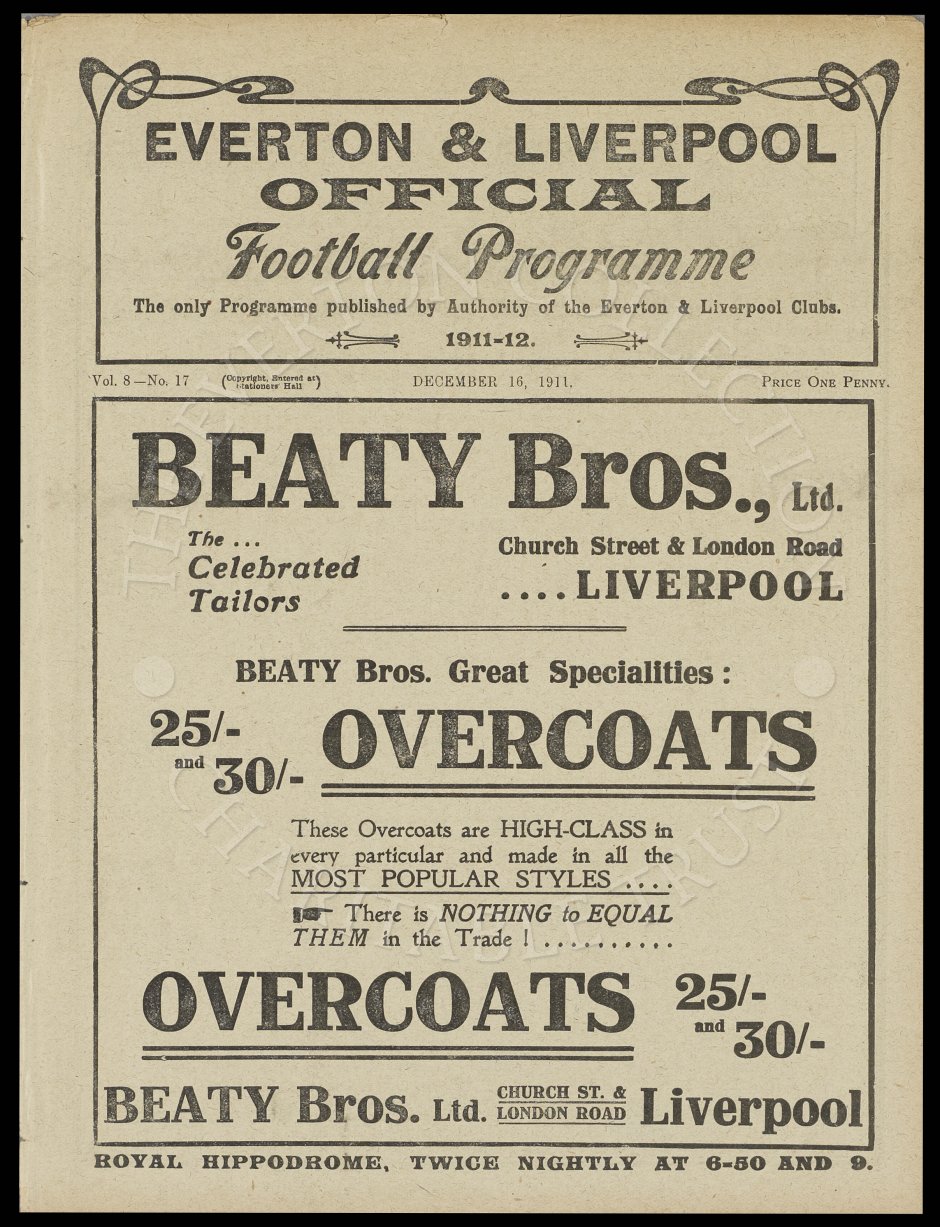 EVERTON & LIVERPOOL
OFFICIAL
Football Programme
The only Programme published by Authority of the Everton & Liverpool Clubs.
1911-12.
Vol. 8—No. 17
(Copyright, Entered at
Stationers' Hall)
DECEMBER 16, 1911.
PRICE ONE PENNY.
BEATY Bros., Ltd.
The ...
Celebrated
Tailors
Church Street & London Road
.... LIVERPOOL
BEATY Bros. Great Specialities :
25/-
and 30/-
OVERCOATS
These Overcoats are HIGH-CLASS in
every particular and made in all the
MOST POPULAR STYLES ....
☛ There is NOTHING to EQUAL
THEM in the Trade ! ..........
OVERCOATS
25/-
and 30/-
BEATY Bros. Ltd.
CHURCH ST. &
LONDON ROAD
Liverpool
ROYAL HIPPODROME, TWICE NIGHTLY AT 6-50 AND 9.
THE EVERTON COLLECTION
CHARITABLE TRUST